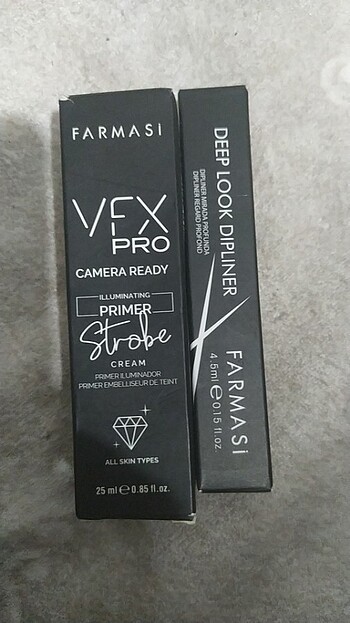 FARMASI
VFX
PRO
CAMERA READY
ILLUMINATING
PRIMER
Strobe
CREAM
PRIMER ILUMINADOR
PRIMER EMBELLISEUR DE TEINT
ALL SKIN TYPES
25 ml ℮ 0.85 fl.oz.
DEEP LOOK DIPLINER
DIPLINER MIRADA PROFUNDA
DIPLINER REGARD PROFOND
FARMASI
4.5ml ℮ 0.15 fl. oz.